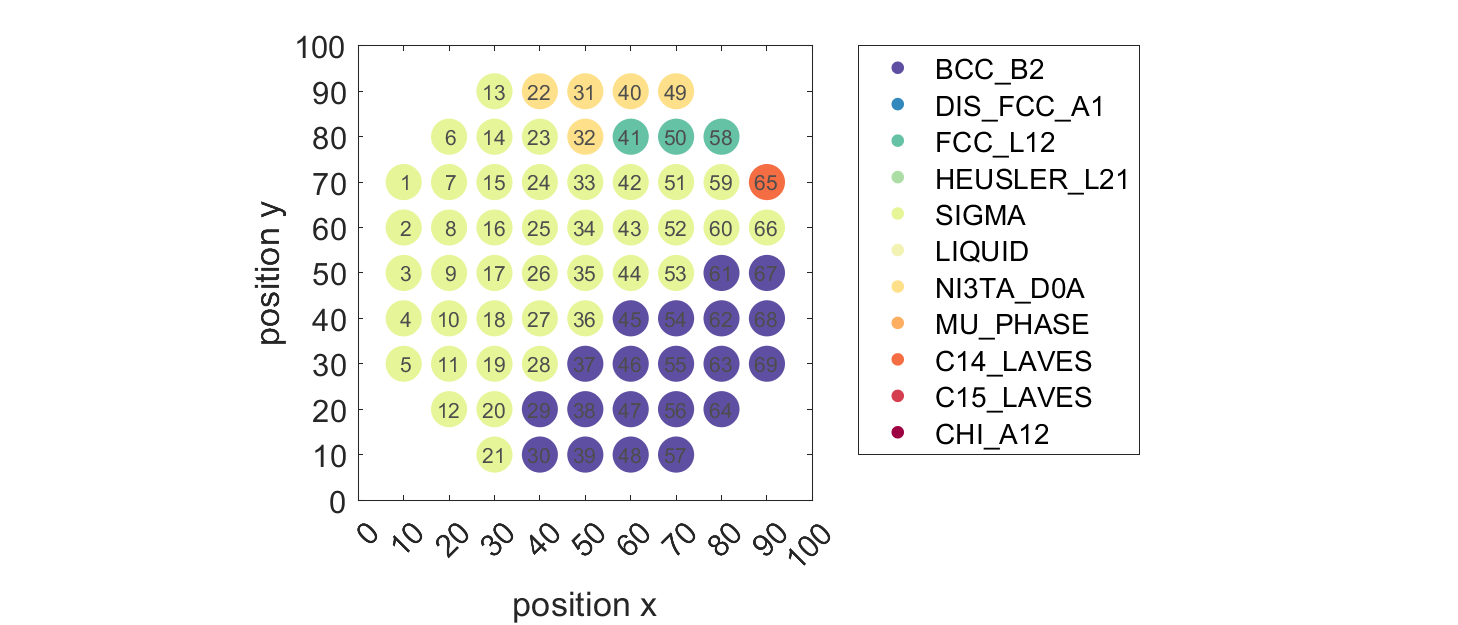 100
90
80
70
60
50
40
30
20
10
0
position y
13 22 31 40 49
6 14 23 32 41 50 58
1 7 15 24 33 42 51 59 65
2 8 16 25 34 43 52 60 66
3 9 17 26 35 44 53 61 67
4 10 18 27 36 45 54 62 68
5 11 19 28 37 46 55 63 69
12 20 29 38 47 56 64
21 30 39 48 57
0 10 20 30 40 50 60 70 80 90 100
position x
BCC_B2
DIS_FCC_A1
FCC_L12
HEUSLER_L21
SIGMA
LIQUID
NI3TA_D0A
MU_PHASE
C14_LAVES
C15_LAVES
CHI_A12